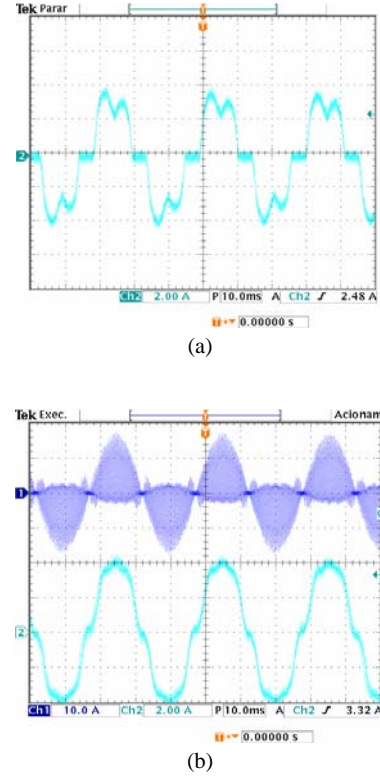 Tek Parar
2
Ch2 2.00 A P 10.0ms A Ch2 2.48 A
0.00000 S
(a)
Tek Exec. Acionam
1
2
Ch1 10.0 A Ch2 2.00 A P 10.0ms A Ch2 3.32 A
0.00000 S
(b)